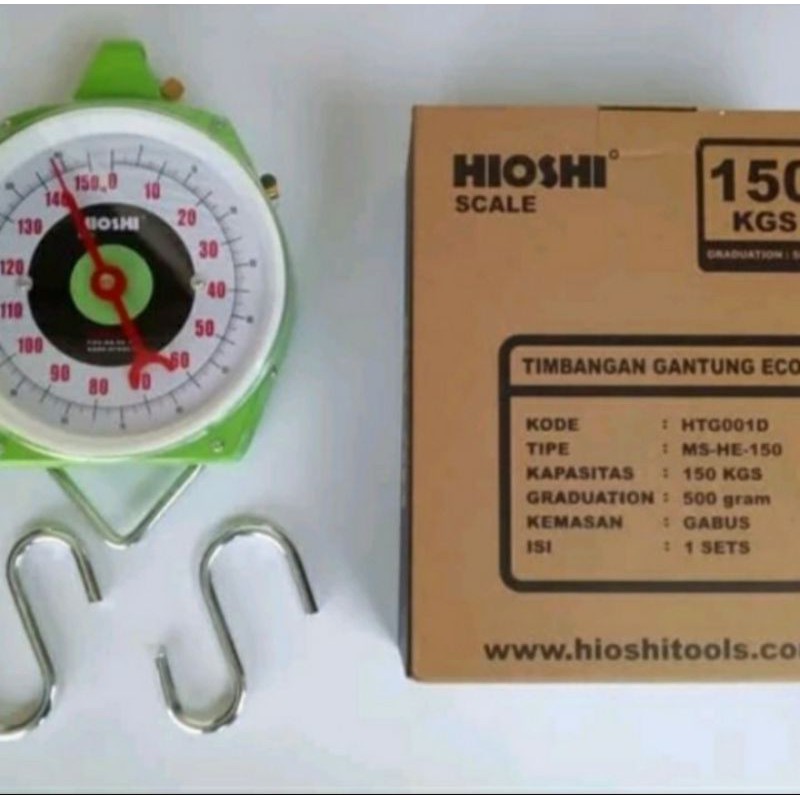 150
0
10
20
30
40
50
60
70
80
90
100
110
120
130
140
HIOSHI
HIOSHI
SCALE
150
KGS
GRADUATION :
TIMBANGAN GANTUNG ECO
KODE : HTG001D
TIPE : MS-HE-150
KAPASITAS : 150 KGS
GRADUATION : 500 gram
KEMASAN : GABUS
ISI : 1 SETS
www.hioshitools.co